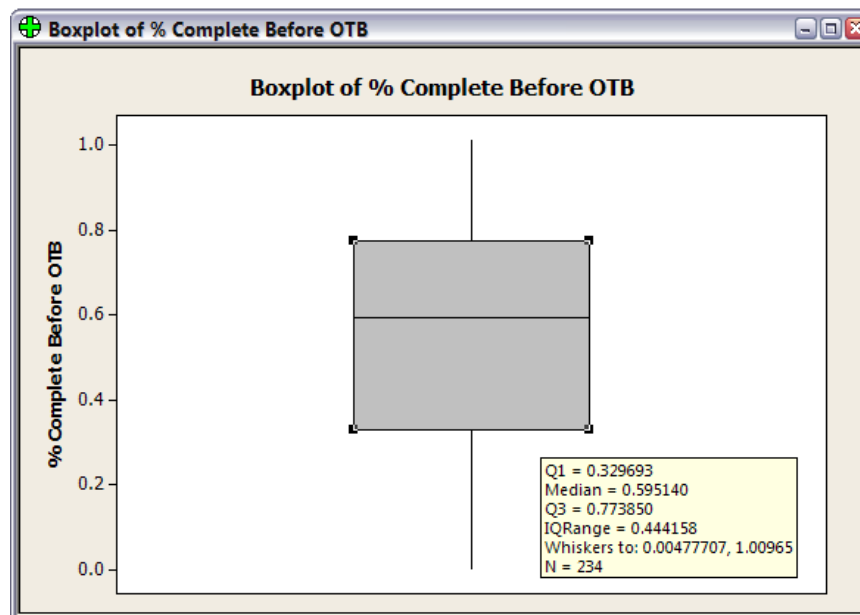 Boxplot of % Complete Before OTB
Boxplot of % Complete Before OTB
% Complete Before OTB
1.0
0.8
0.6
0.4
0.2
0.0
Q1 = 0.329693
Median = 0.595140
Q3 = 0.773850
IQRange = 0.444158
Whiskers to: 0.00477707, 1.00965
N = 234